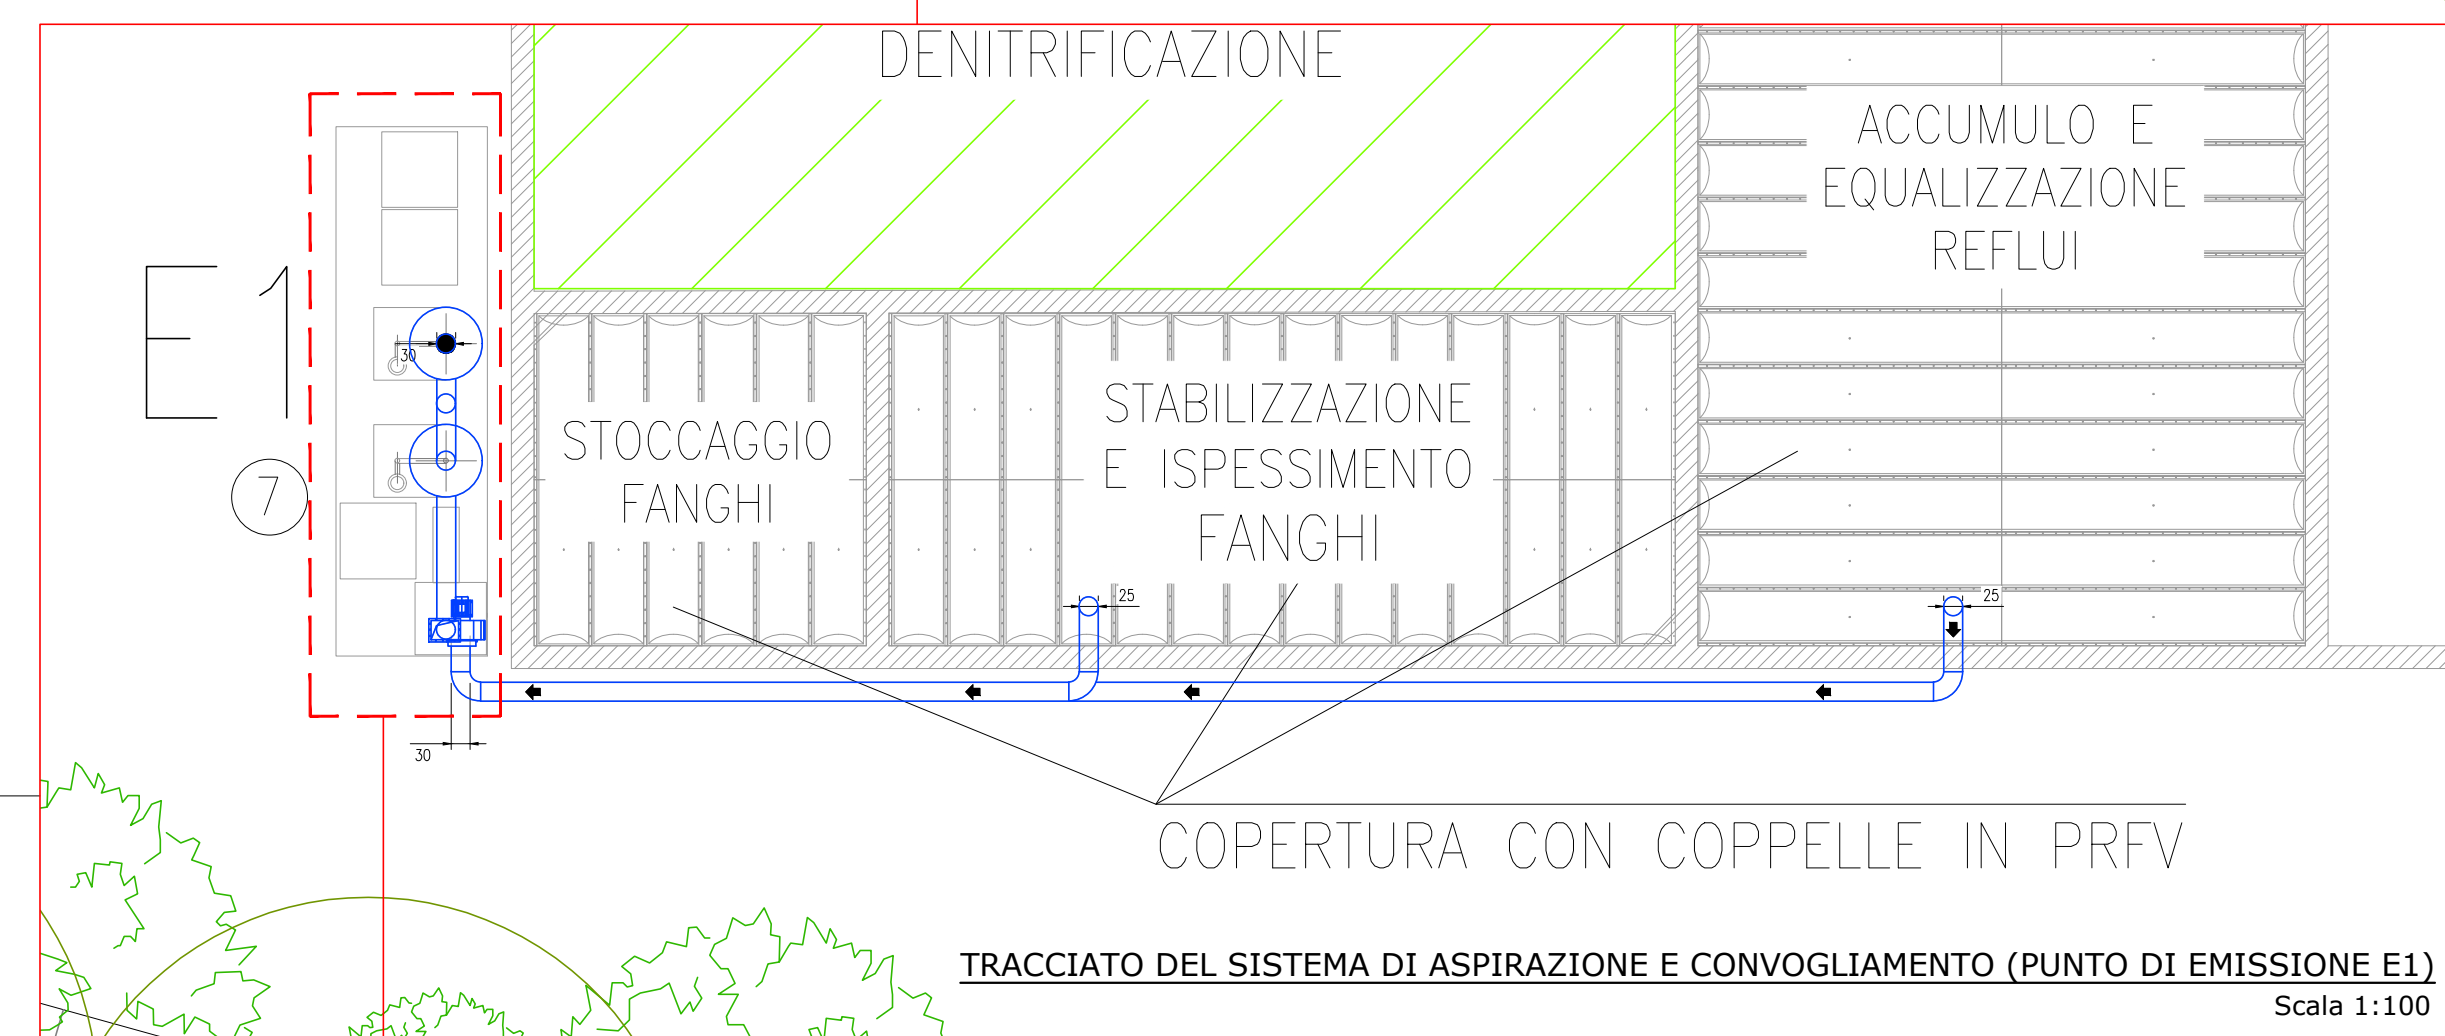 DENITRIFICAZIONE
ACCUMULO E
EQUALIZZAZIONE
REFLUI
E1
30
7
STOCCAGGIO
FANGHI
STABILIZZAZIONE
E ISPESSIMENTO
FANGHI
25
25
30
COPERTURA CON COPPELLE IN PRFV
TRACCIATO DEL SISTEMA DI ASPIRAZIONE E CONVOGLIAMENTO (PUNTO DI EMISSIONE E1)
Scala 1:100